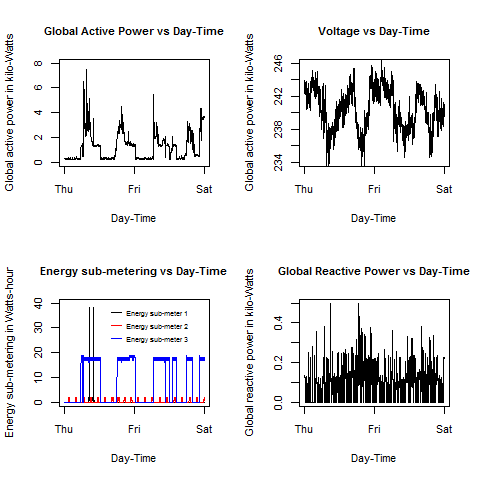 Global Active Power vs Day-Time
Global active power in kilo-Watts
8
6
4
2
0
Thu Fri Sat
Day-Time
Voltage vs Day-Time
Global active power in kilo-Watts
246
242
238
234
Thu Fri Sat
Day-Time
Energy sub-metering vs Day-Time
Energy sub-metering in Watts-hour
40
30
20
10
0
Energy sub-meter 1
Energy sub-meter 2
Energy sub-meter 3
Thu Fri Sat
Day-Time
Global Reactive Power vs Day-Time
Global reactive power in kilo-Watts
0.4
0.2
0.0
Thu Fri Sat
Day-Time